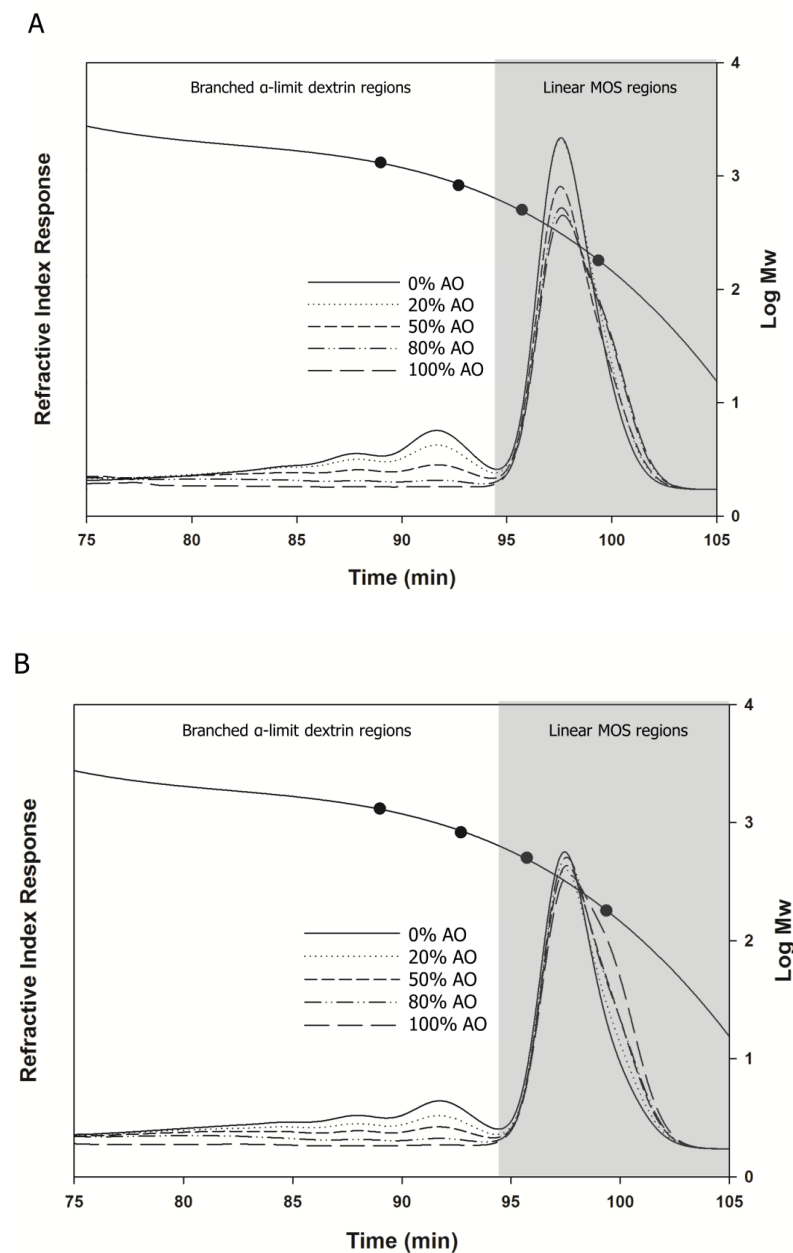 A
Branched α-limit dextrin regions
Linear MOS regions
Refractive Index Response
Log Mw
0% AO
20% AO
50% AO
80% AO
100% AO
4
3
2
1
0
75
80
85
90
95
100
105
Time (min)
B
Branched α-limit dextrin regions
Linear MOS regions
Refractive Index Response
Log Mw
0% AO
20% AO
50% AO
80% AO
100% AO
4
3
2
1
0
75
80
85
90
95
100
105
Time (min)